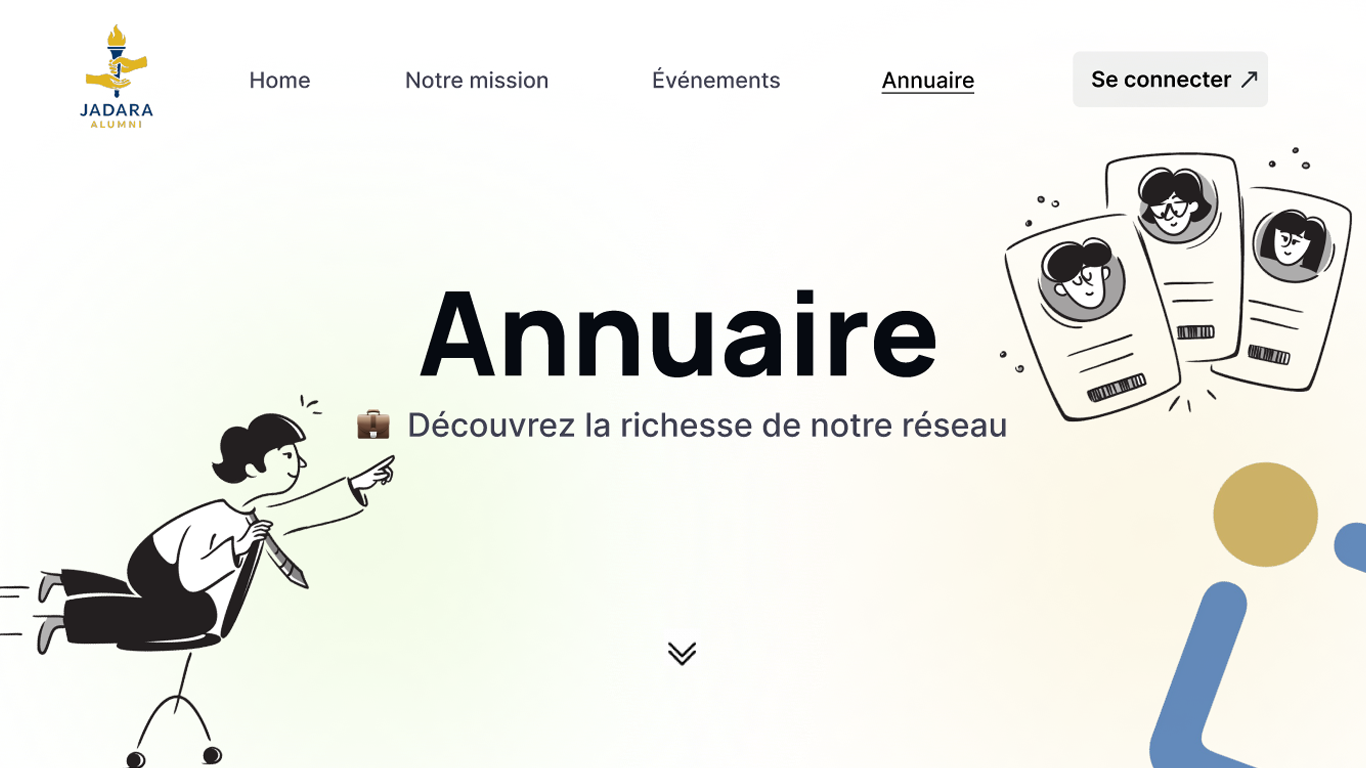 JADARA
ALUMNI
Home
Notre mission
Événements
Annuaire
Se connecter
Annuaire
Découvrez la richesse de notre réseau